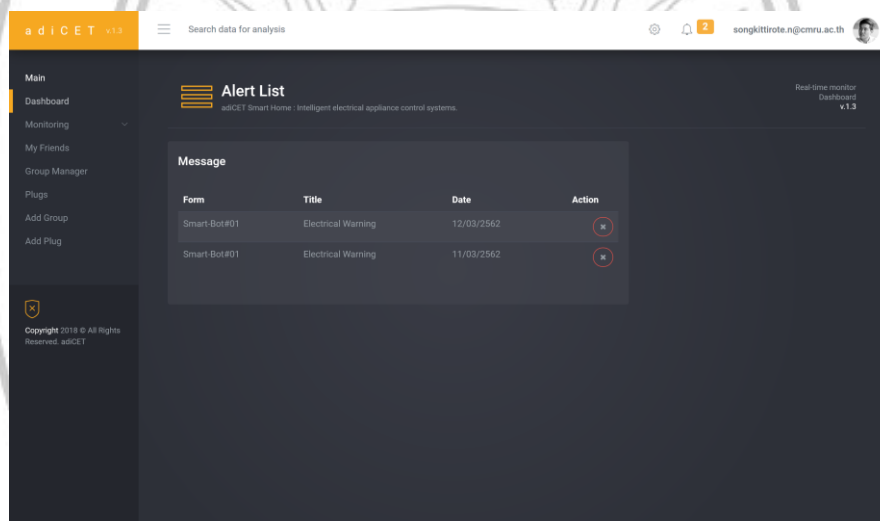 adiCET v.1.3
Search data for analysis
2
songkittirote.n@cmru.ac.th
Main
Dashboard
Monitoring
My Friends
Group Manager
Plugs
Add Group
Add Plug
Copyright 2018 © All Rights
Reserved. adiCET
Alert List
adiCET Smart Home : Intelligent electrical appliance control systems.
Real-time monitor
Dashboard
v.1.3
Message
Form Title Date Action
Smart-Bot#01 Electrical Warning 12/03/2562
Smart-Bot#01 Electrical Warning 11/03/2562